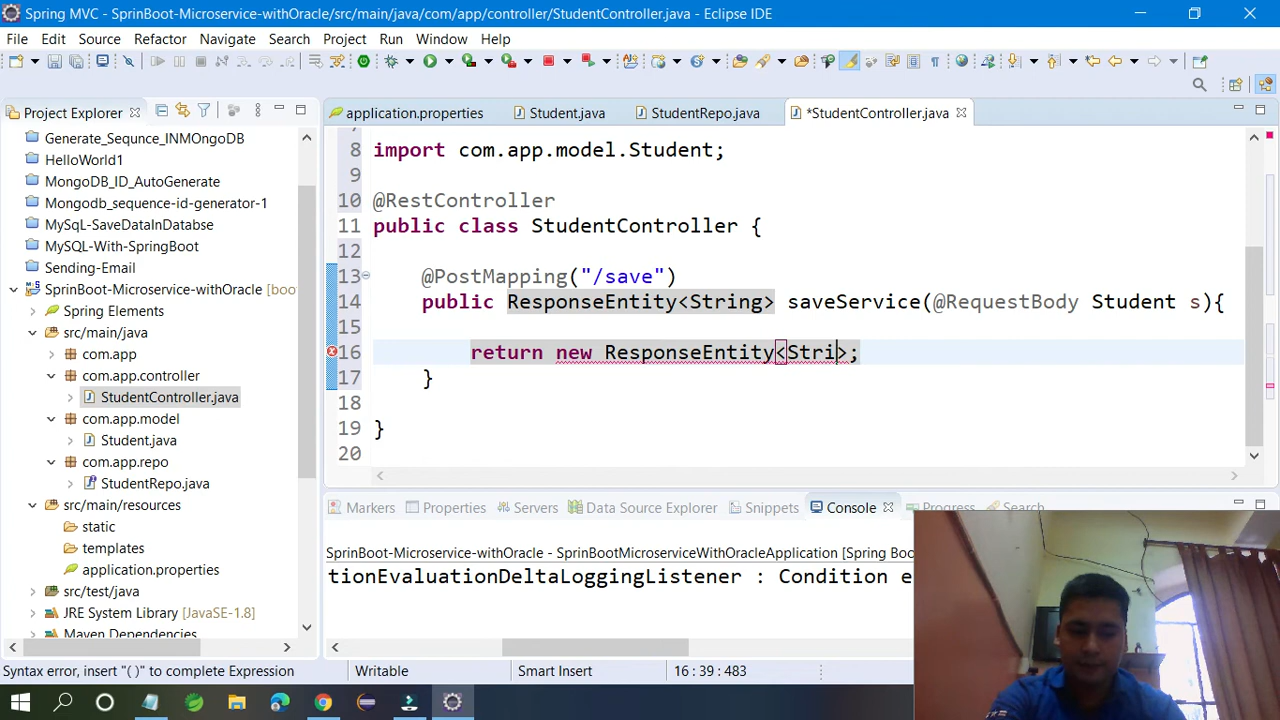 Spring MVC - SprinBoot-Microservice-withOracle/src/main/java/com/app/controller/StudentController.java - Eclipse IDE
File Edit Source Refactor Navigate Search Project Run Window Help
Project Explorer
application.properties Student.java StudentRepo.java *StudentController.java
Generate_Sequnce_INMOngoDB
HelloWorld1
MongoDB_ID_AutoGenerate
Mongodb_sequence-id-generator-1
MySqL-SaveDataInDatabse
MySQL-With-SpringBoot
Sending-Email
SprinBoot-Microservice-withOracle [boo
Spring Elements
src/main/java
com.app
com.app.controller
StudentController.java
com.app.model
Student.java
com.app.repo
StudentRepo.java
src/main/resources
static
templates
application.properties
src/test/java
JRE System Library [JavaSE-1.8]
Maven Dependencies
8 import com.app.model.Student;
9
10 @RestController
11 public class StudentController {
12
13 @PostMapping("/save")
14 public ResponseEntity<String> saveService(@RequestBody Student s){
15
16 return new ResponseEntity<Stri>;
17 }
18
19 }
20
Markers Properties Servers Data Source Explorer Snippets Console Progress Search
SprinBoot-Microservice-withOracle - SprinBootMicroserviceWithOracleApplication [Spring Boo
tionEvaluationDeltaLoggingListener : Condition e
Syntax error, insert "( )" to complete Expression Writable Smart Insert 16 : 39 : 483